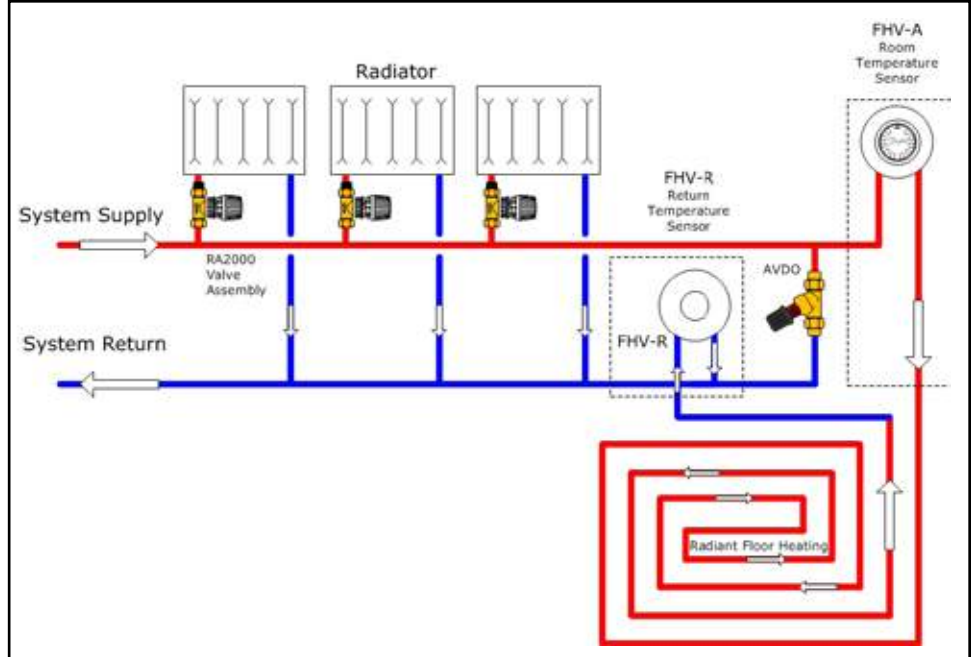 FHV-A
Room
Temperature
Sensor
Radiator
FHV-R
Return
Temperature
Sensor
System Supply
RA2000
Valve
Assembly
AVDO
FHV-R
System Return
Radiant Floor Heating